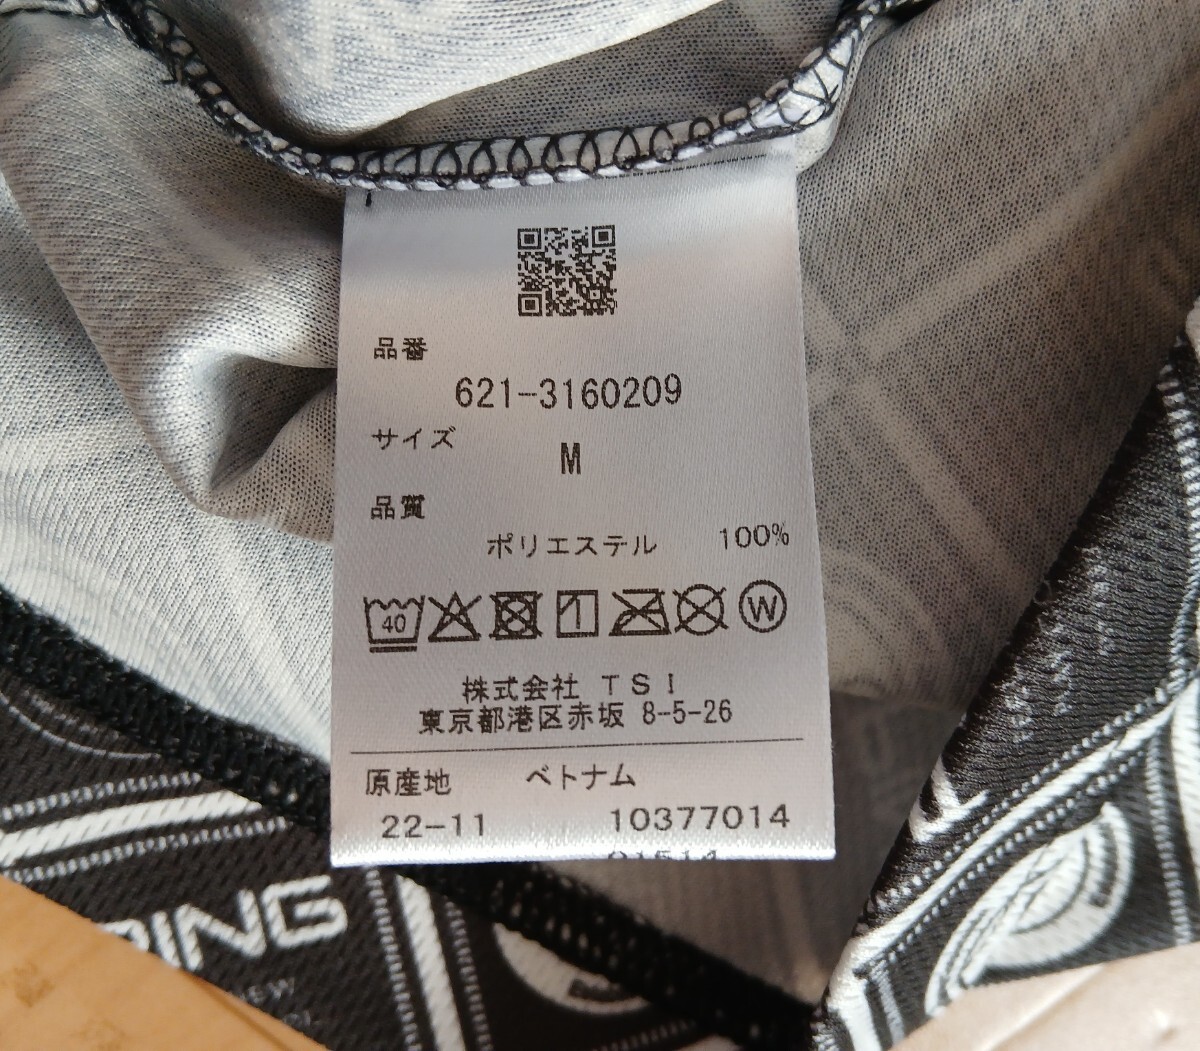 品番
621-3160209
サイズ
M
品質
ポリエステル 100%
40 W
株式会社 TSI
東京都港区赤坂 8-5-26
原産地 ベトナム
22-11 10377014
PING